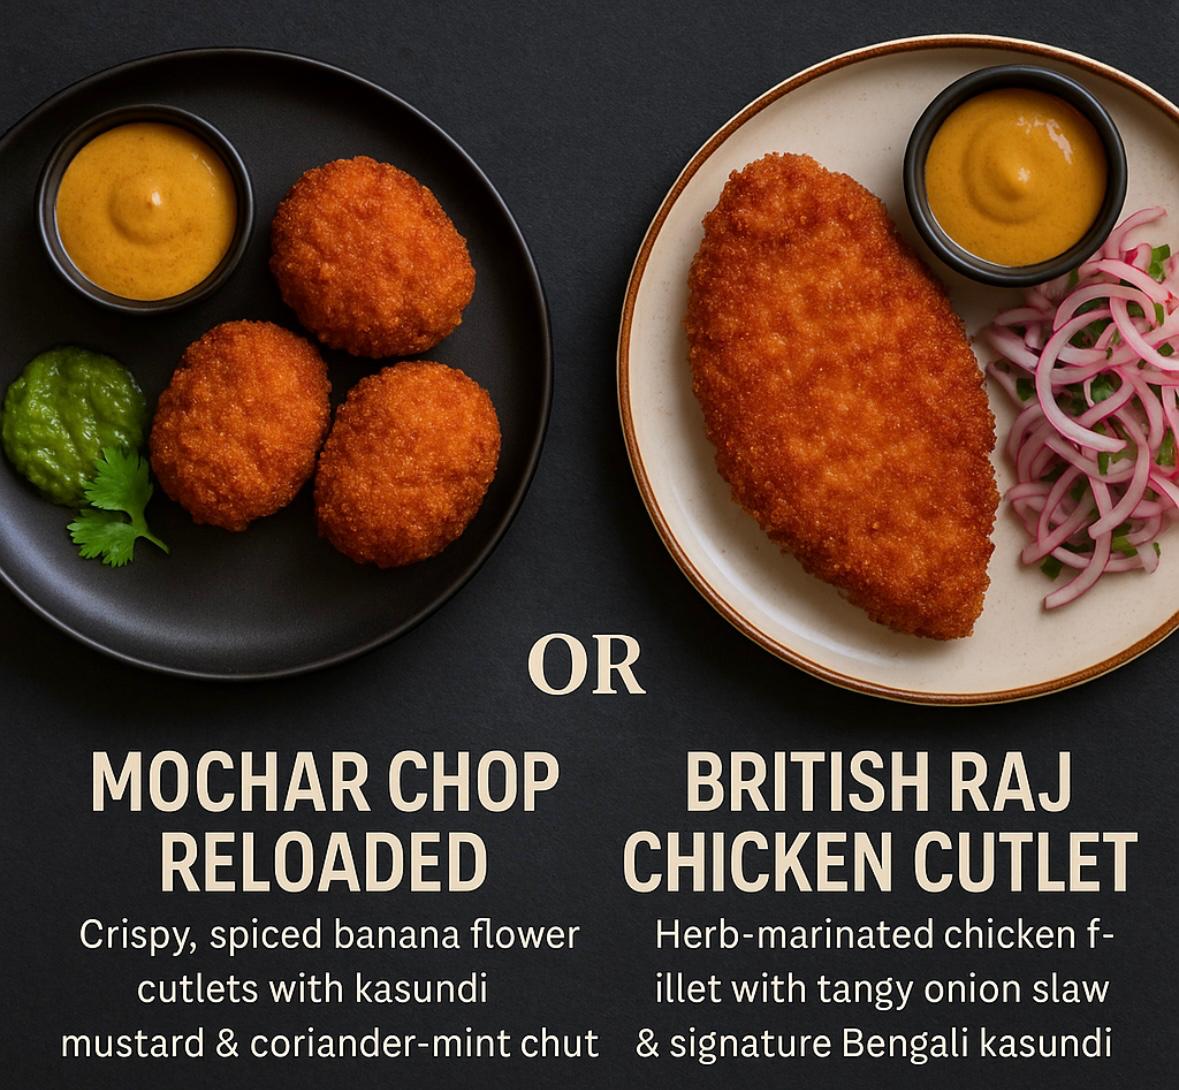 OR
MOCHAR CHOP
RELOADED
Crispy, spiced banana flower
cutlets with kasundi
mustard & coriander-mint chut
BRITISH RAJ
CHICKEN CUTLET
Herb-marinated chicken f-
illet with tangy onion slaw
& signature Bengali kasundi